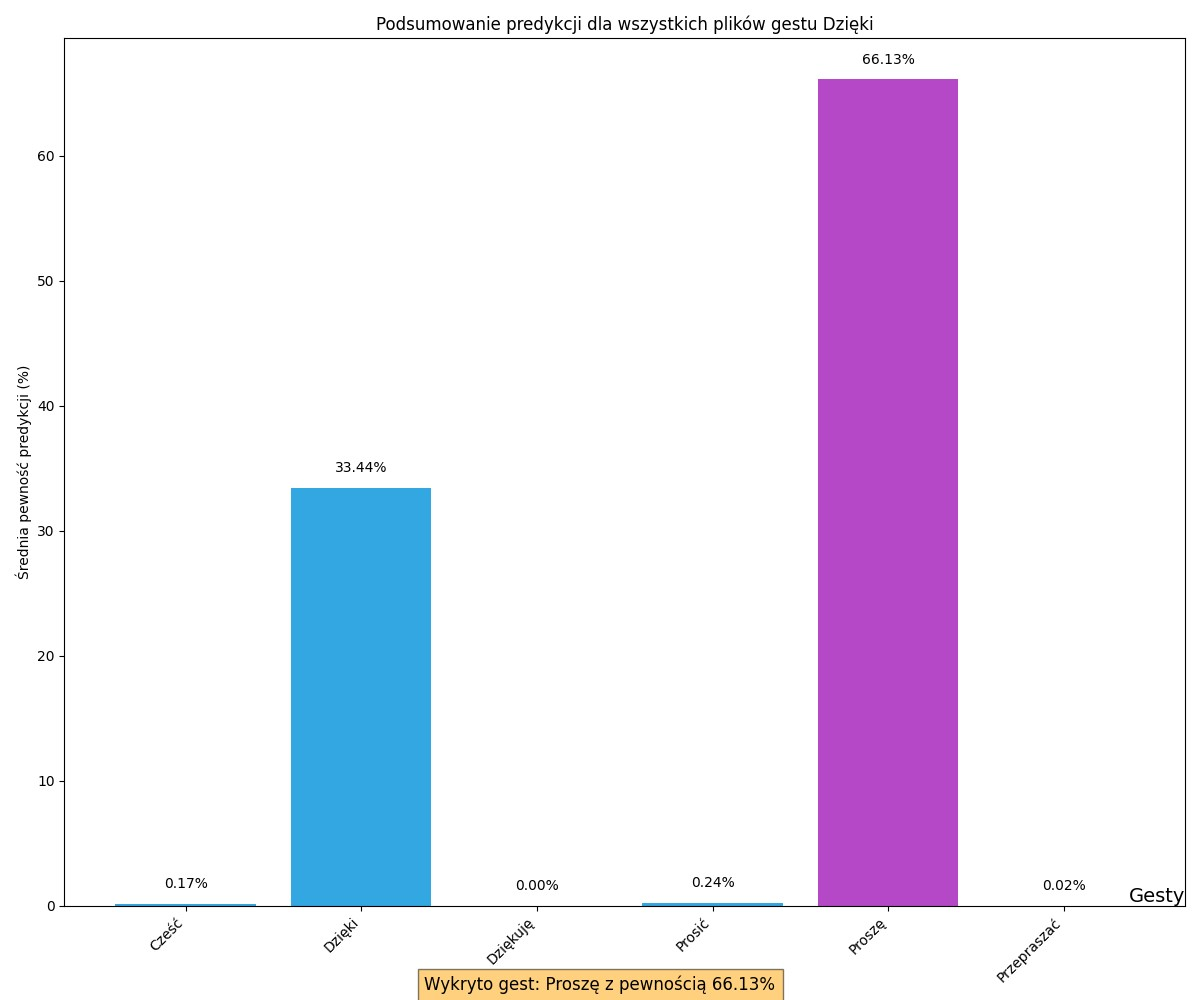 Podsumowanie predykcji dla wszystkich plików gestu Dzięki
66.13%
60
50
Średnia pewność predykcji (%)
40
33.44%
30
20
10
0.17%
0.00%
0.24%
0.02%
0
Gesty
Cześć
Dzięki
Dziękuję
Prosić
Proszę
Przepraszać
Wykryto gest: Proszę z pewnością 66.13%